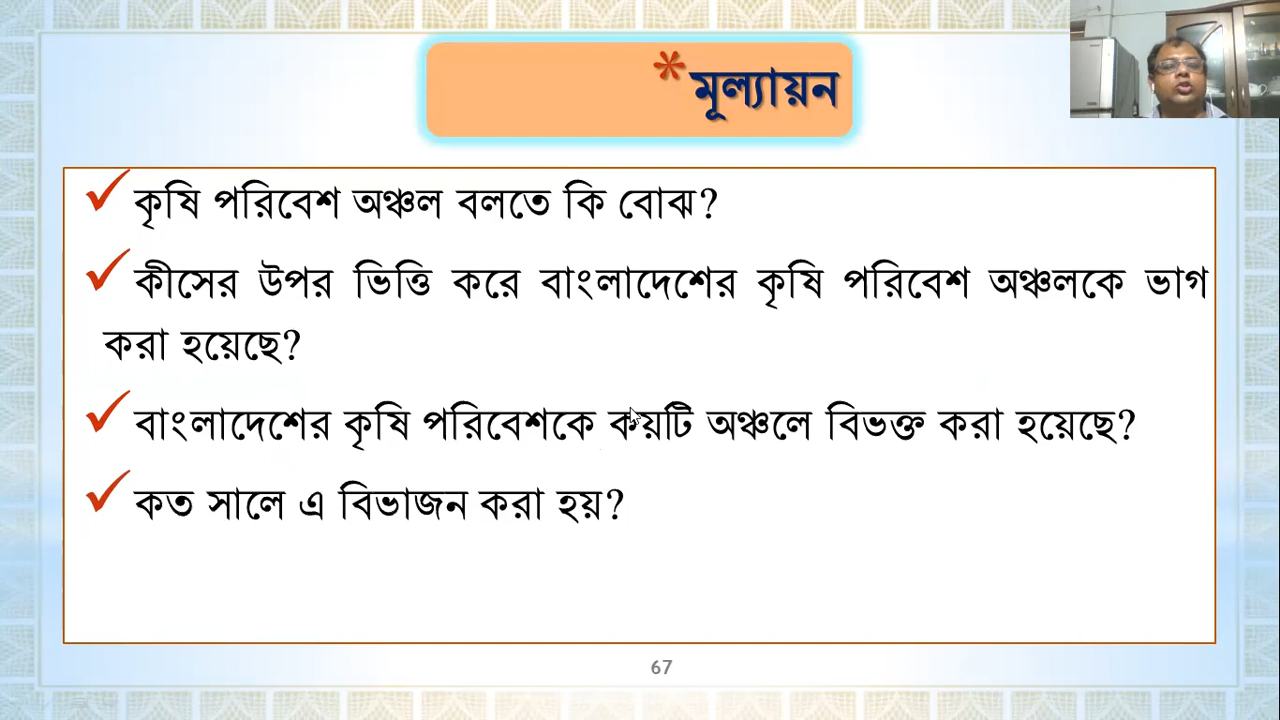 *মূল্যায়ন
✓কৃষি পরিবেশ অঞ্চল বলতে কি বোঝ?
✓কীসের উপর ভিত্তি করে বাংলাদেশের কৃষি পরিবেশ অঞ্চলকে ভাগ
করা হয়েছে?
✓বাংলাদেশের কৃষি পরিবেশকে কয়টি অঞ্চলে বিভক্ত করা হয়েছে?
✓কত সালে এ বিভাজন করা হয়?
67